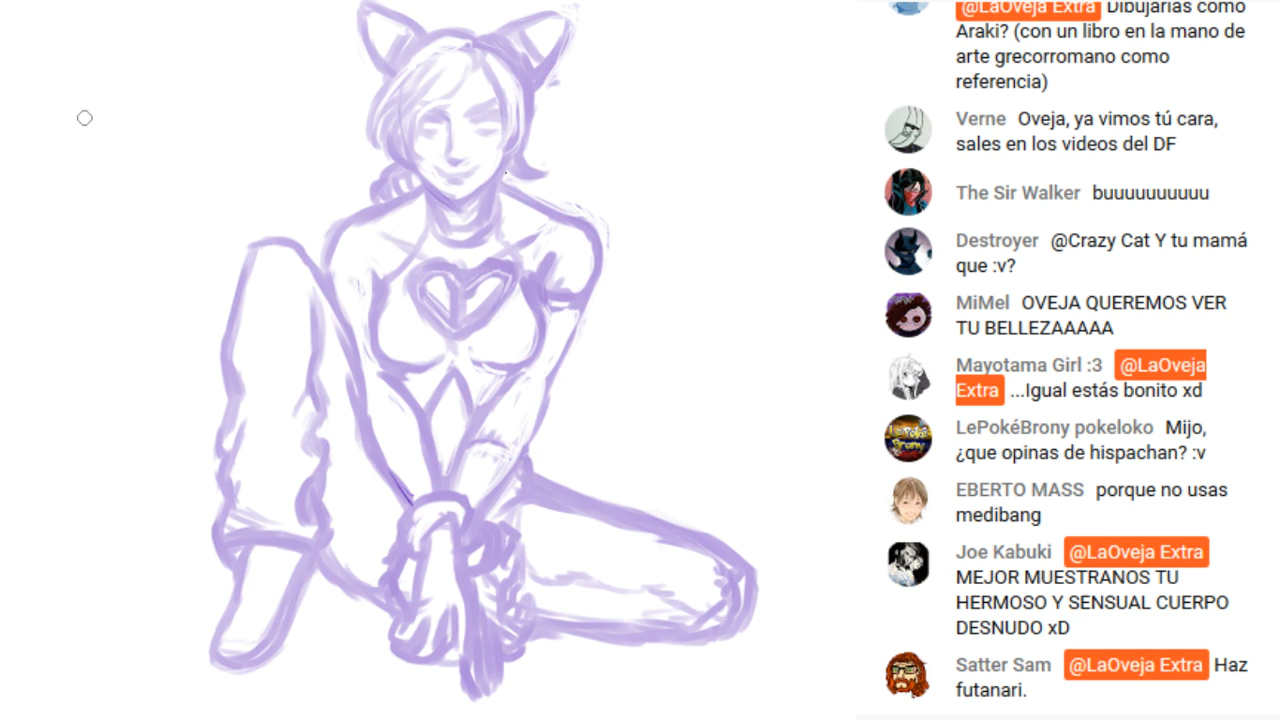 @LaOveja Extra Dibujarías como
Araki? (con un libro en la mano de
arte grecorromano como
referencia)
Verne Oveja, ya vimos tú cara,
sales en los videos del DF
The Sir Walker buuuuuuuuuu
Destroyer @Crazy Cat Y tu mamá
que :v?
MiMel OVEJA QUEREMOS VER
TU BELLEZAAAAA
Mayotama Girl :3 @LaOveja
Extra ...Igual estás bonito xd
LePokéBrony pokeloko Mijo,
¿que opinas de hispachan? :v
EBERTO MASS porque no usas
medibang
Joe Kabuki @LaOveja Extra
MEJOR MUESTRANOS TU
HERMOSO Y SENSUAL CUERPO
DESNUDO xD
Satter Sam @LaOveja Extra Haz
futanari.